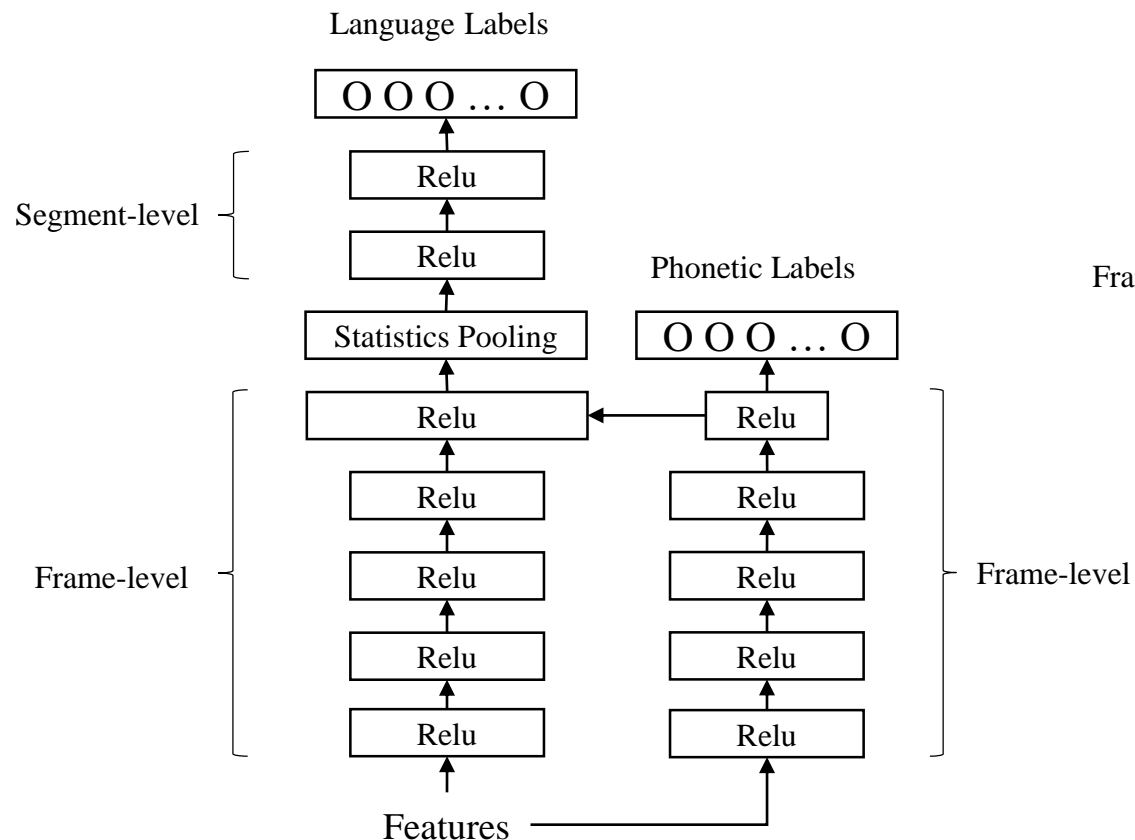 Language Labels
O O O … O
Relu
Segment-level
Relu
Phonetic Labels
Fra
Statistics Pooling
O O O … O
Relu
Relu
Relu
Relu
Frame-level
Relu
Relu
Frame-level
Relu
Relu
Relu
Relu
Features